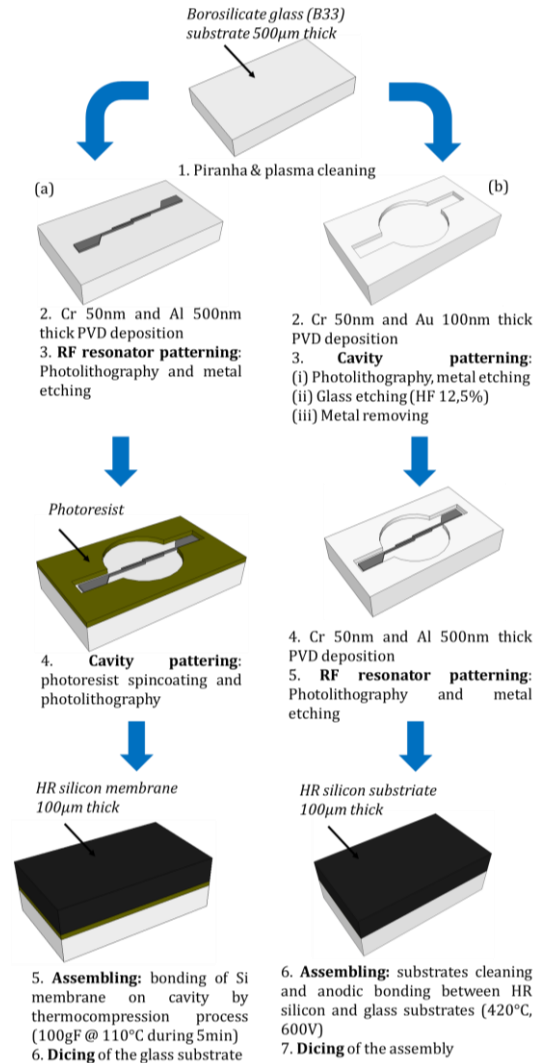 Borosilicate glass (B33)
substrate 500µm thick
1. Piranha & plasma cleaning
(a)
2. Cr 50nm and Al 500nm
thick PVD deposition
3. RF resonator patterning:
Photolithography and metal
etching
Photoresist
4. Cavity pattering:
photoresist spincoating and
photolithography
HR silicon membrane
100µm thick
5. Assembling: bonding of Si
membrane on cavity by
thermocompression process
(100gF @ 110°C during 5min)
6. Dicing of the glass substrate
(b)
2. Cr 50nm and Au 100nm thick
PVD deposition
3. Cavity patterning:
(i) Photolithography, metal etching
(ii) Glass etching (HF 12,5%)
(iii) Metal removing
4. Cr 50nm and Al 500nm thick
PVD deposition
5. RF resonator patterning:
Photolithography and metal
etching
HR silicon substriate
100µm thick
6. Assembling: substrates cleaning
and anodic bonding between HR
silicon and glass substrates (420°C,
600V)
7. Dicing of the assembly